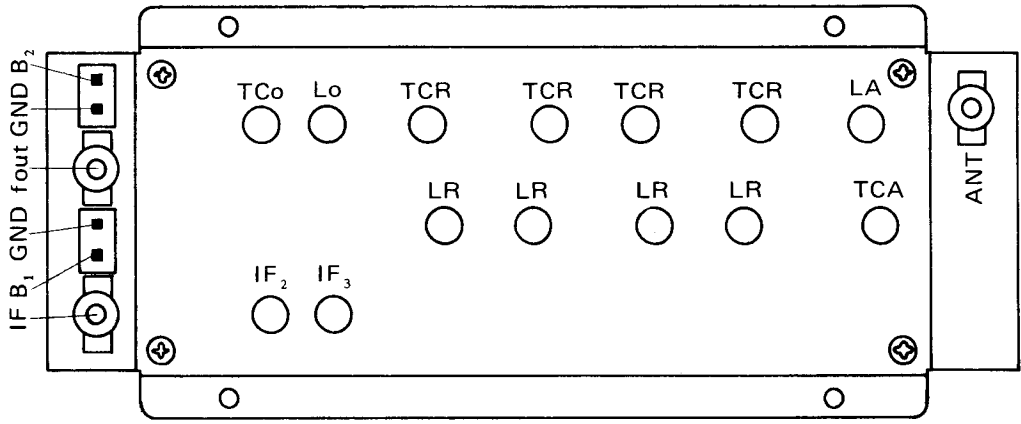 TCo Lo TCR TCR TCR TCR LA
LR LR LR LR TCA
IF₂ IF₃
IF B₁ GND fout GND B₂
ANT